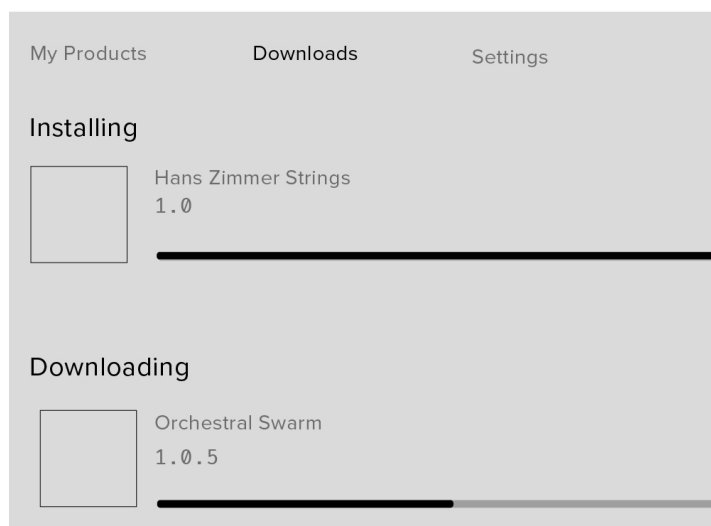 My Products Downloads Settings
Installing
Hans Zimmer Strings
1.0
Downloading
Orchestral Swarm
1.0.5